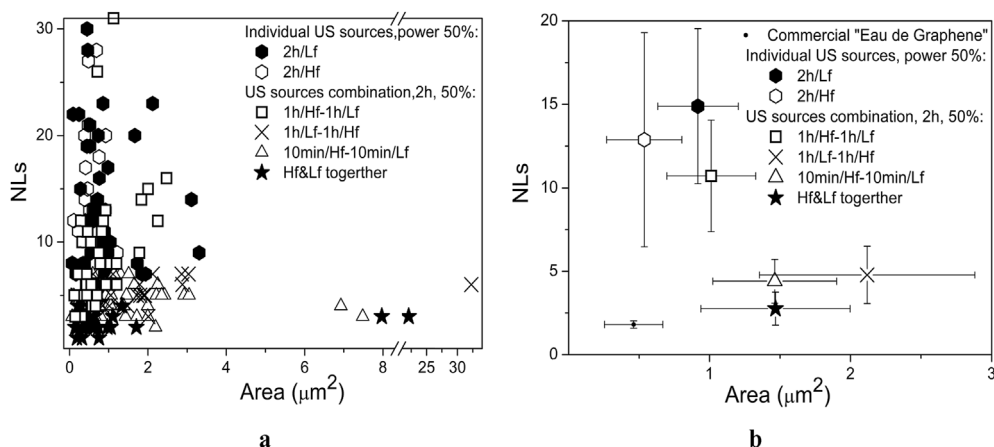 30
20
10
NLs
0
2
4
6
8
25
30
Area (μm²)
Individual US sources,power 50%:
2h/Lf
2h/Hf
US sources combination,2h, 50%:
1h/Hf-1h/Lf
1h/Lf-1h/Hf
10min/Hf-10min/Lf
Hf&Lf togerther
a
20
15
10
5
0
NLs
1
2
3
Area (μm²)
Commercial "Eau de Graphene"
Individual US sources, power 50%:
2h/Lf
2h/Hf
US sources combination, 2h, 50%:
1h/Hf-1h/Lf
1h/Lf-1h/Hf
10min/Hf-10min/Lf
Hf&Lf togerther
b